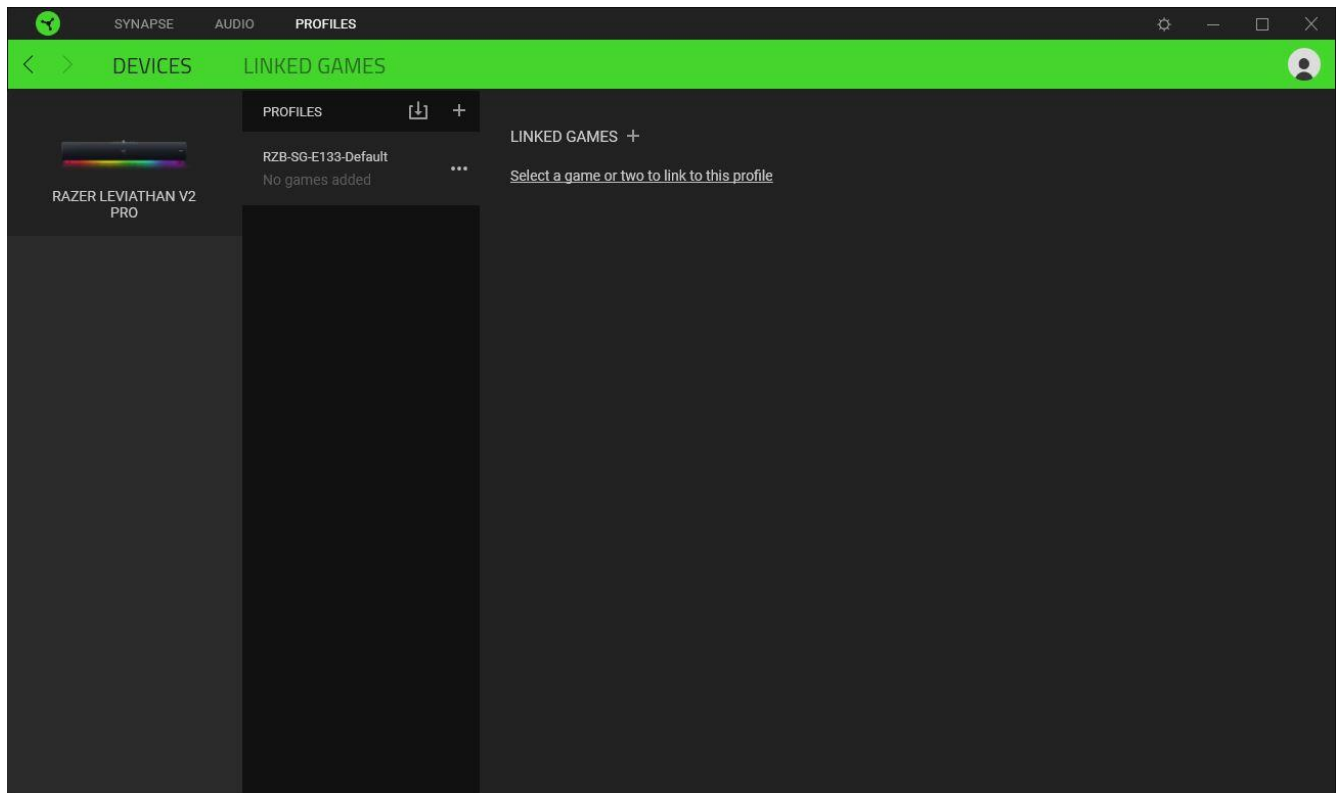 SYNAPSE AUDIO PROFILES
DEVICES LINKED GAMES
RAZER LEVIATHAN V2
PRO
PROFILES
RZB-SG-E133-Default
No games added
LINKED GAMES
Select a game or two to link to this profile